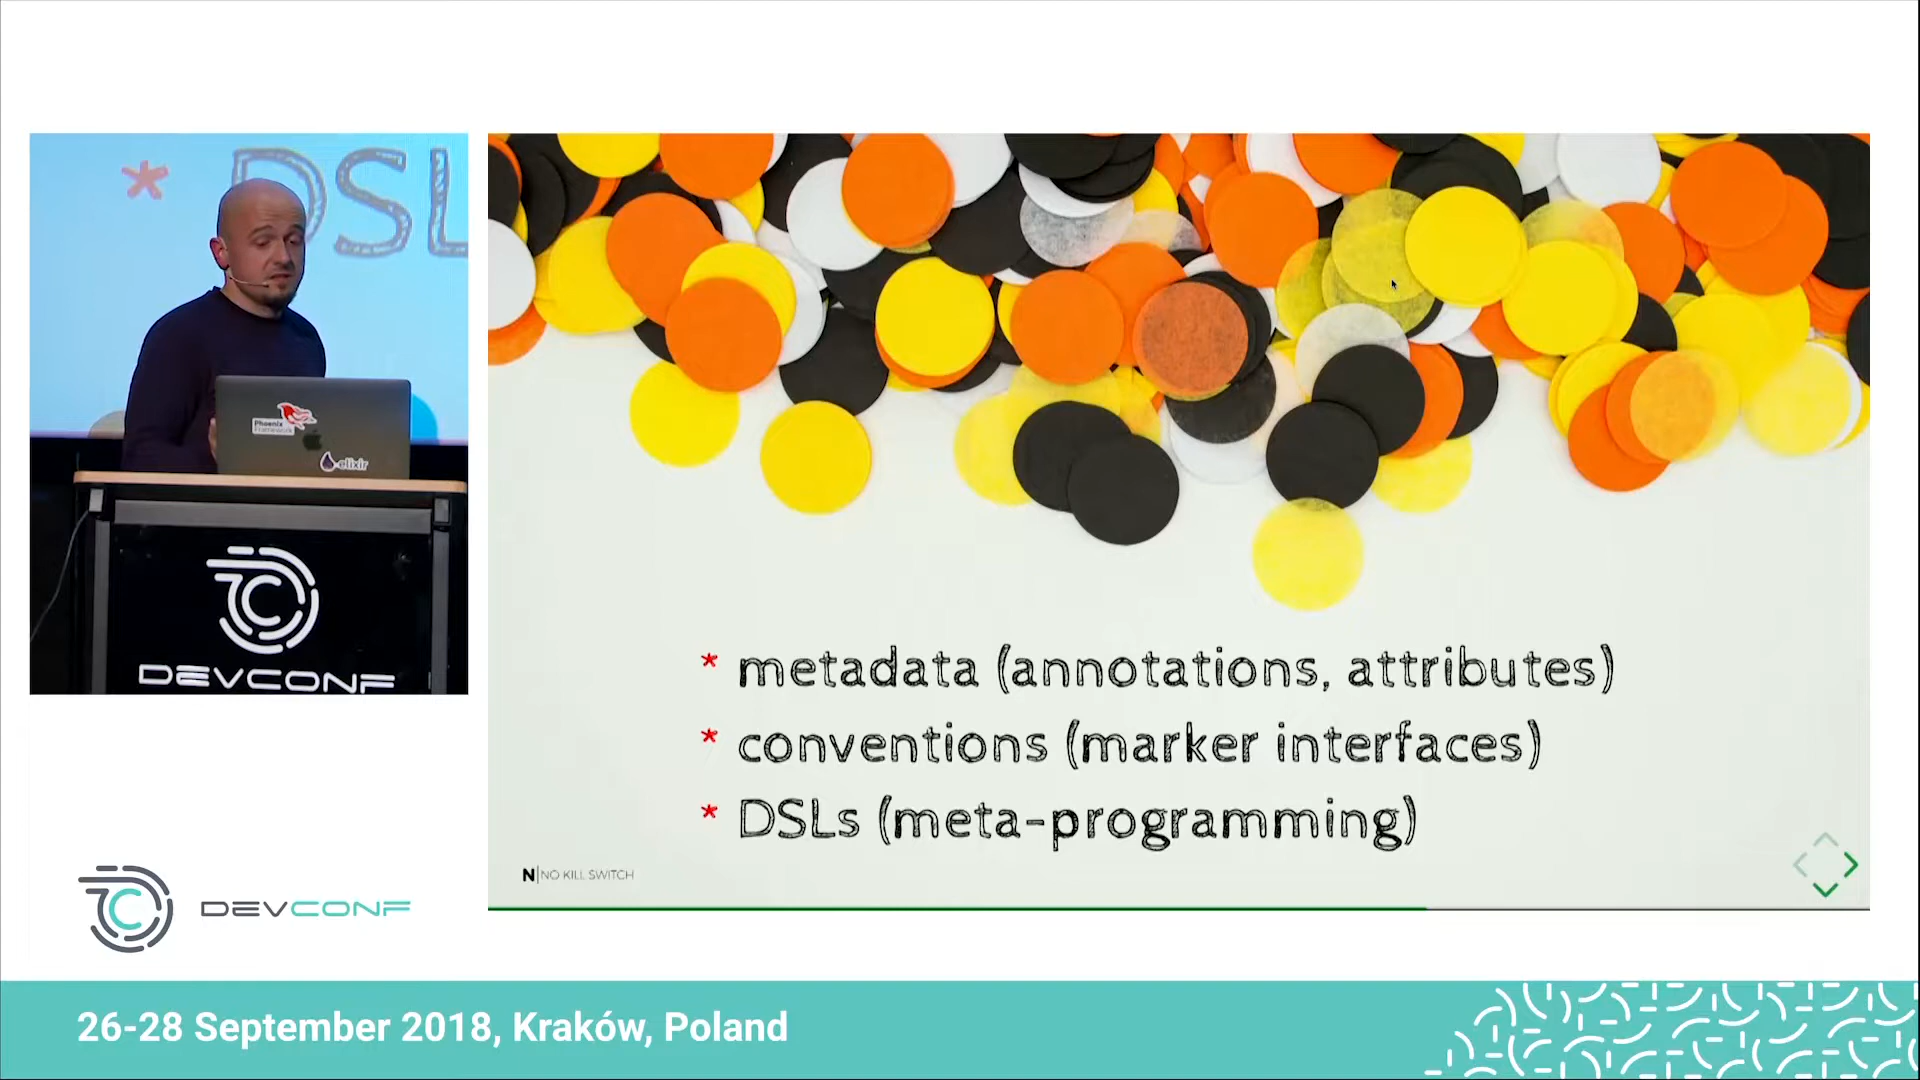 * DSL
Phoenix
Framework
elixir
DEVCONF
* metadata (annotations, attributes)
* conventions (marker interfaces)
* DSLs (meta-programming)
N|NO KILL SWITCH
DEVCONF
26-28 September 2018, Kraków, Poland